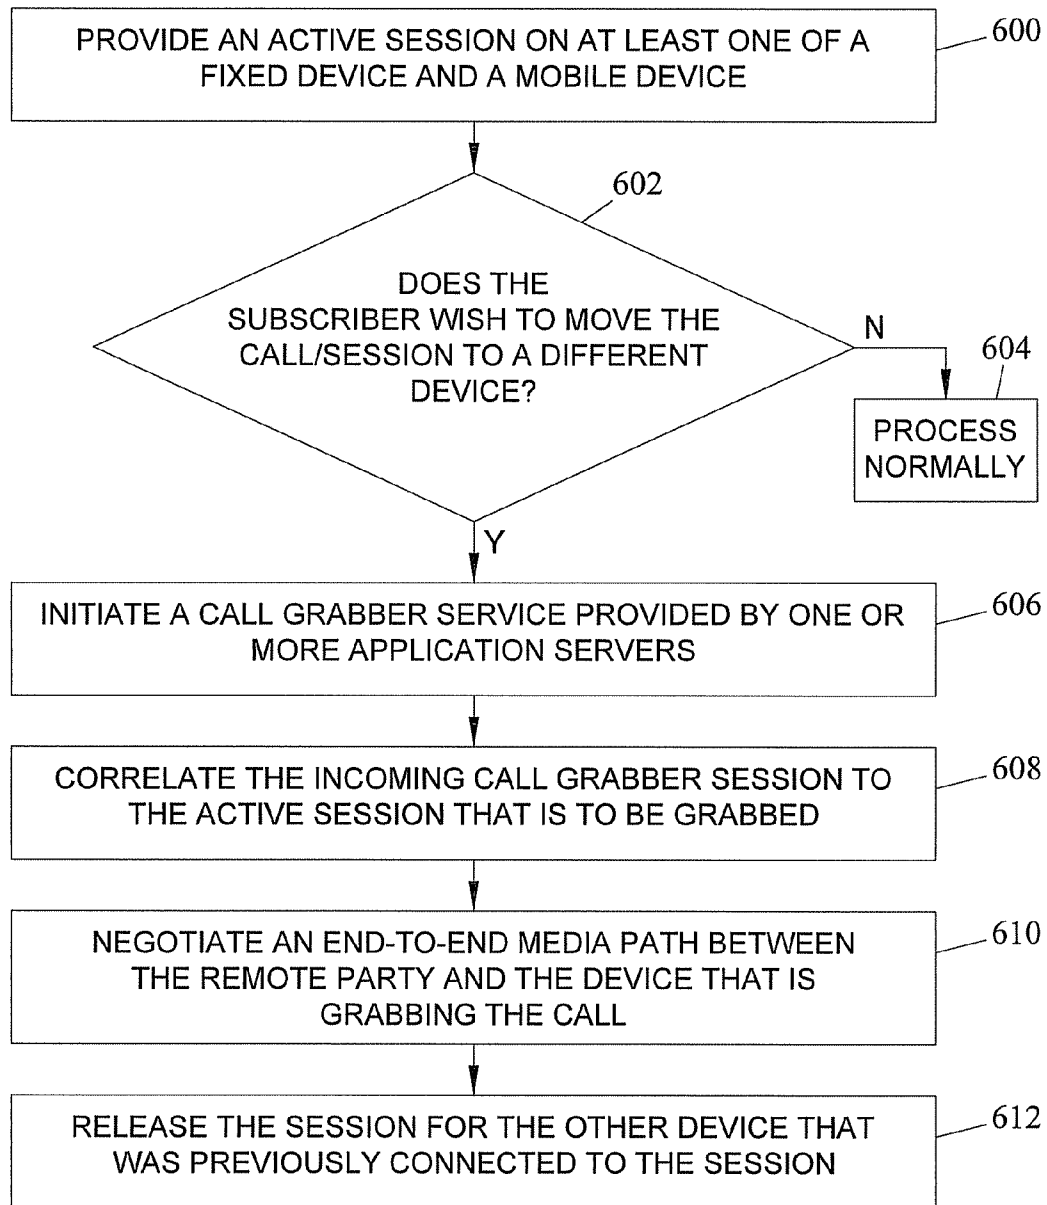 PROVIDE AN ACTIVE SESSION ON AT LEAST ONE OF A
FIXED DEVICE AND A MOBILE DEVICE
600
602
DOES THE
SUBSCRIBER WISH TO MOVE THE
CALL/SESSION TO A DIFFERENT
DEVICE?
N
604
PROCESS
NORMALLY
Y
INITIATE A CALL GRABBER SERVICE PROVIDED BY ONE OR
MORE APPLICATION SERVERS
606
CORRELATE THE INCOMING CALL GRABBER SESSION TO
THE ACTIVE SESSION THAT IS TO BE GRABBED
608
NEGOTIATE AN END-TO-END MEDIA PATH BETWEEN
THE REMOTE PARTY AND THE DEVICE THAT IS
GRABBING THE CALL
610
RELEASE THE SESSION FOR THE OTHER DEVICE THAT
WAS PREVIOUSLY CONNECTED TO THE SESSION
612